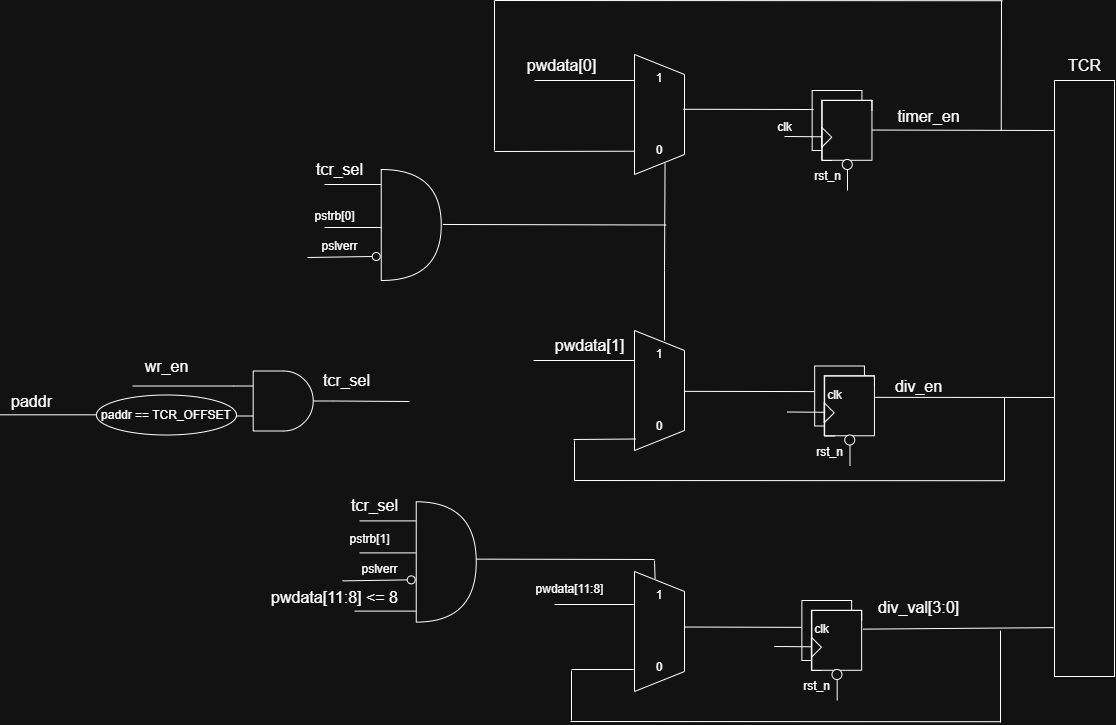 TCR
pwdata[0]
1
timer_en
clk
0
tcr_sel
rst_n
pstrb[0]
pslverr
pwdata[1]
1
wr_en
tcr_sel
div_en
clk
paddr
paddr == TCR_OFFSET
0
rst_n
tcr_sel
pstrb[1]
pslverr
pwdata[11:8]
1
pwdata[11:8] <= 8
div_val[3:0]
clk
0
rst_n